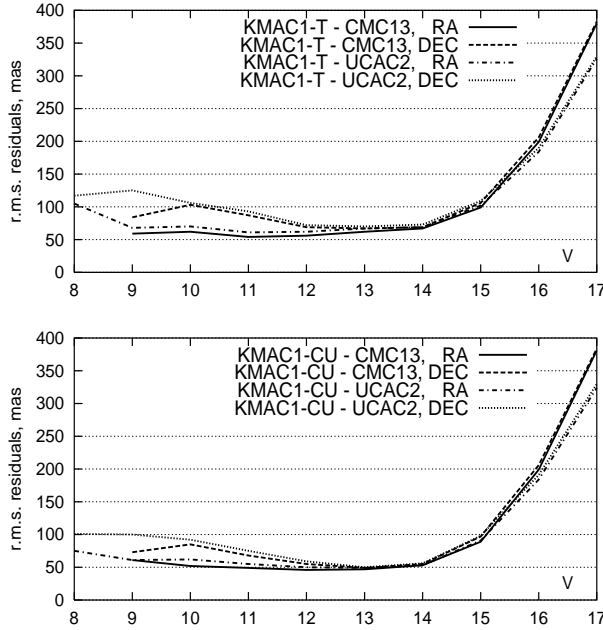 400
350
300
250
200
150
100
50
0
r.m.s. residuals, mas
KMAC1-T - CMC13, RA
KMAC1-T - CMC13, DEC
KMAC1-T - UCAC2, RA
KMAC1-T - UCAC2, DEC
V
8 9 10 11 12 13 14 15 16 17
400
350
300
250
200
150
100
50
0
r.m.s. residuals, mas
KMAC1-CU - CMC13, RA
KMAC1-CU - CMC13, DEC
KMAC1-CU - UCAC2, RA
KMAC1-CU - UCAC2, DEC
V
8 9 10 11 12 13 14 15 16 17